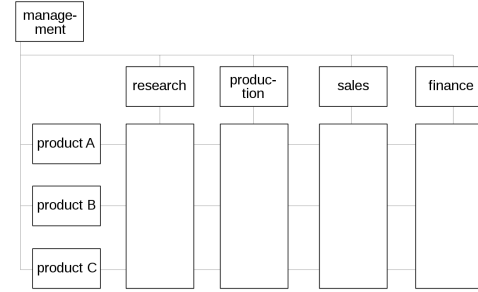 manage-
ment
research
produc-
tion
sales
finance
product A
product B
product C